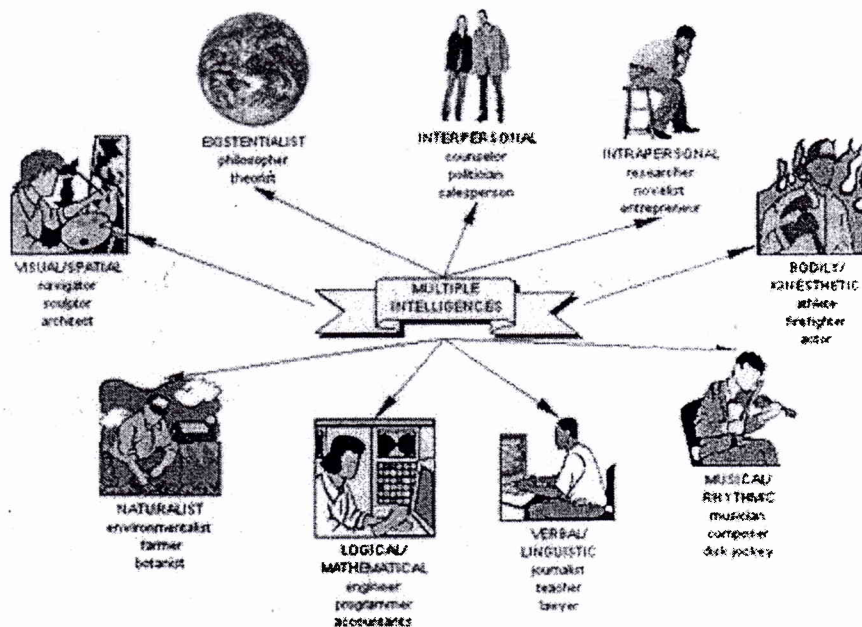 EXISTENTIALIST
philosopher
theorist
INTERPERSONAL
counselor
politician
salesperson
INTRAPERSONAL
researcher
novelist
entrepreneur
VISUAL/SPATIAL
navigator
sculptor
architect
MULTIPLE
INTELLIGENCES
BODILY/
KINESTHETIC
athlete
firefighter
actor
NATURALIST
environmentalist
farmer
botanist
LOGICAL/
MATHEMATICAL
engineer
programmer
accountants
VERBAL/
LINGUISTIC
journalist
teacher
lawyer
MUSICAL/
RHYTHMIC
musician
composer
disk jockey